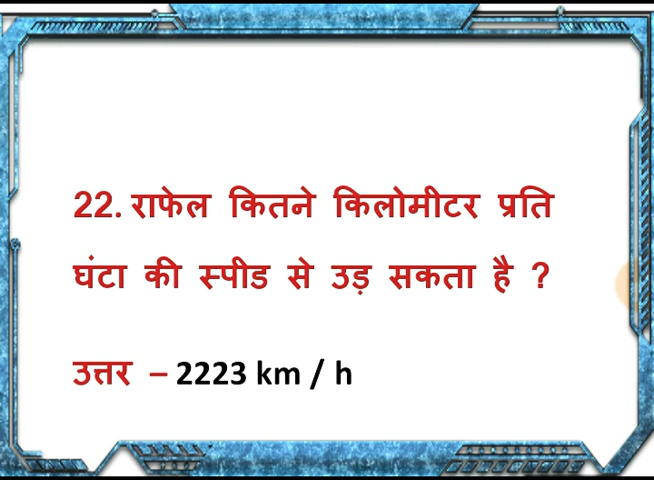 22. राफेल कितने किलोमीटर प्रति
घंटा की स्पीड से उड़ सकता है ?
उत्तर – 2223 km / h